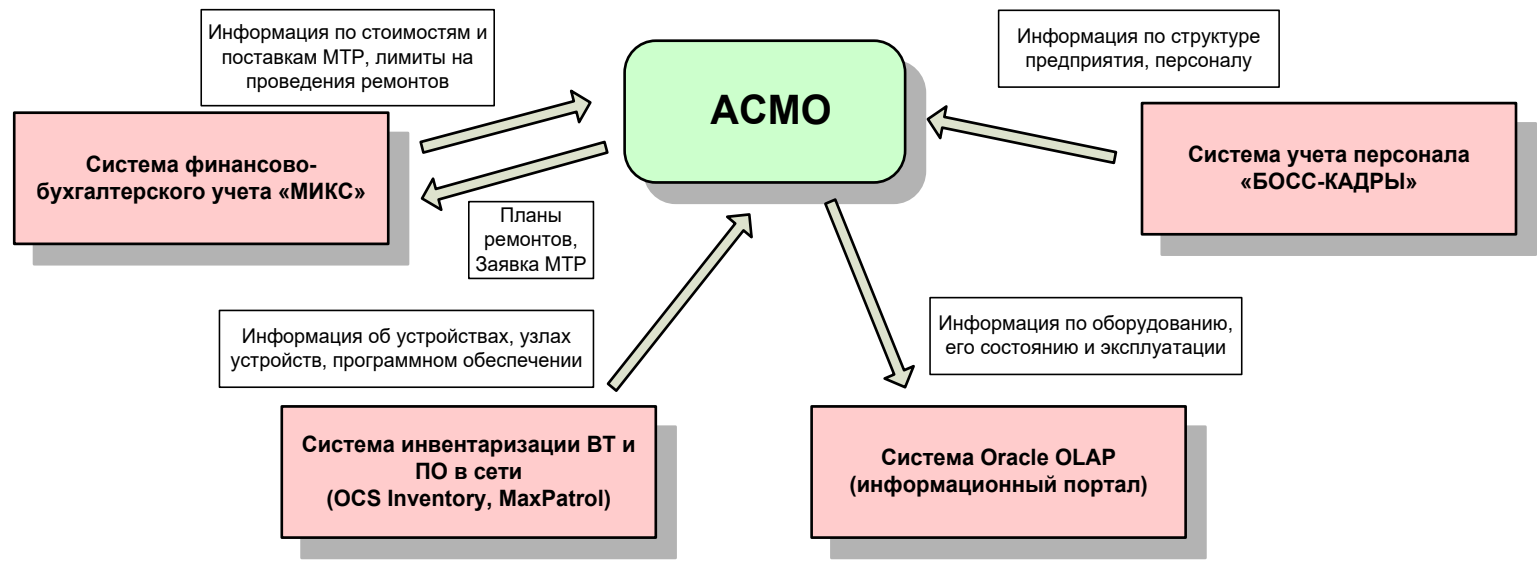 Информация по стоимостям и
поставкам МТР, лимиты на
проведения ремонтов
АСМО
Информация по структуре
предприятия, персоналу
Система финансово-
бухгалтерского учета «МИКС»
Система учета персонала
«БОСС-КАДРЫ»
Планы
ремонтов,
Заявка МТР
Информация об устройствах, узлах
устройств, программном обеспечении
Информация по оборудованию,
его состоянию и эксплуатации
Система инвентаризации ВТ и
ПО в сети
(OCS Inventory, MaxPatrol)
Система Oracle OLAP
(информационный портал)